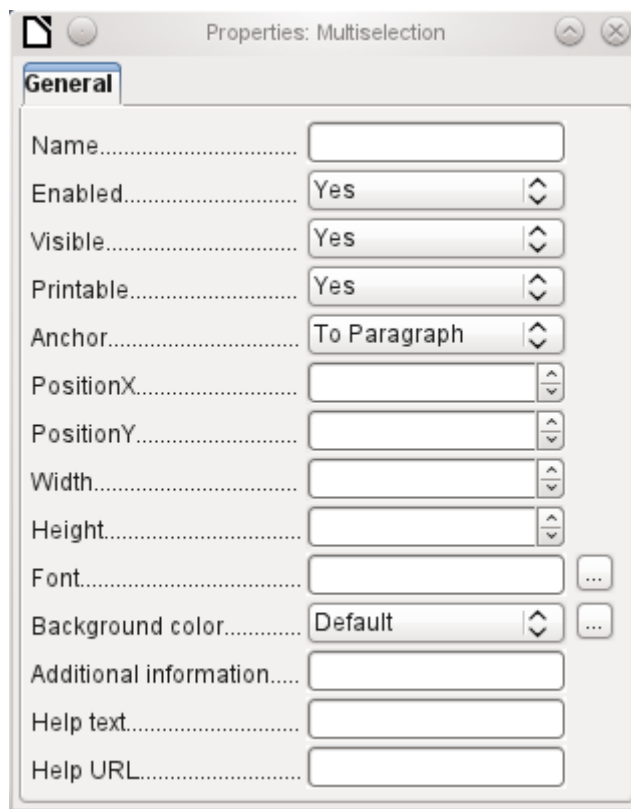 Properties: Multiselection
General
Name..............................
Enabled........................... Yes
Visible............................. Yes
Printable.......................... Yes
Anchor............................. To Paragraph
PositionX.........................
PositionY.........................
Width...............................
Height..............................
Font.................................
...
Background color............ Default
...
Additional information.....
Help text..........................
Help URL.........................